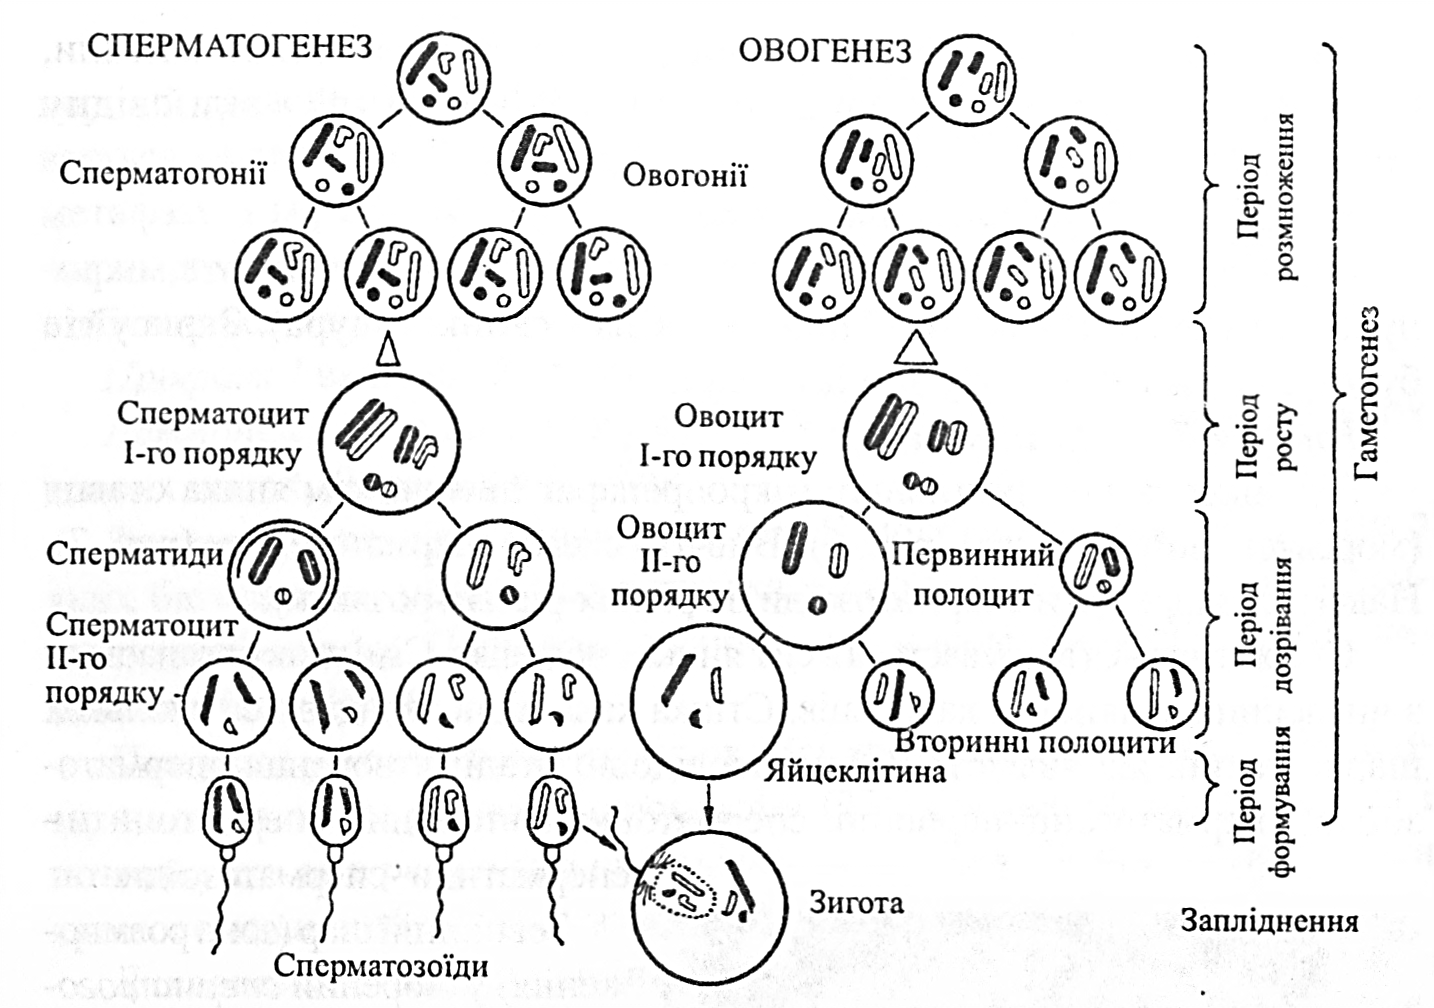 СПЕРМАТОГЕНЕЗ
ОВОГЕНЕЗ
Сперматогонії
Овогонії
Період
розмноження
Сперматоцит
І-го порядку
Овоцит
І-го порядку
Період
росту
Гаметогенез
Сперматиди
Овоцит
ІІ-го
порядку
Первинний
полоцит
Сперматоцит
ІІ-го
порядку
Період
дозрівання
Вторинні полоцити
Яйцеклітина
Період
формування
Зигота
Запліднення
Сперматозоїди